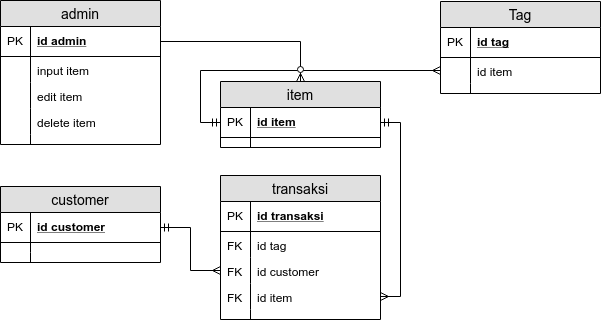 admin
PK id admin
input item
edit item
delete item
Tag
PK id tag
id item
item
PK id item
customer
PK id customer
transaksi
PK id transaksi
FK id tag
FK id customer
FK id item